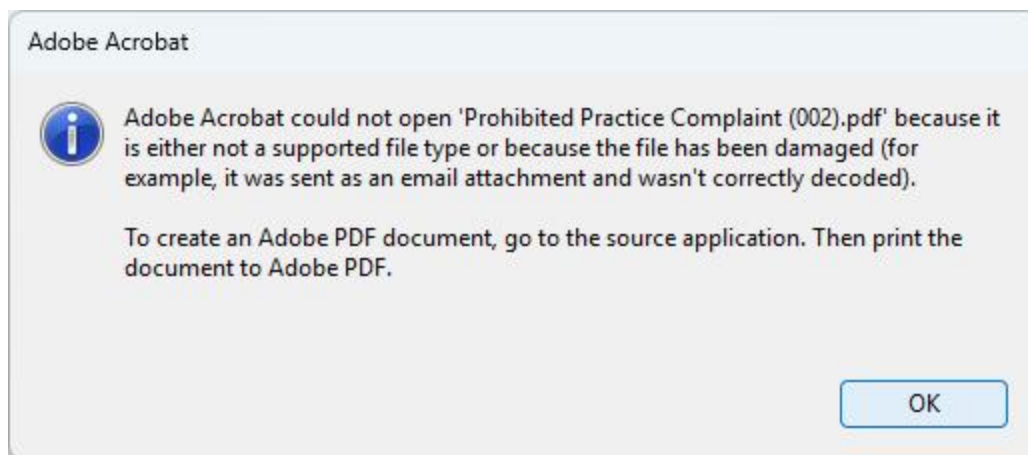 Adobe Acrobat
Adobe Acrobat could not open 'Prohibited Practice Complaint (002).pdf' because it
is either not a supported file type or because the file has been damaged (for
example, it was sent as an email attachment and wasn't correctly decoded).
To create an Adobe PDF document, go to the source application. Then print the
document to Adobe PDF.
OK